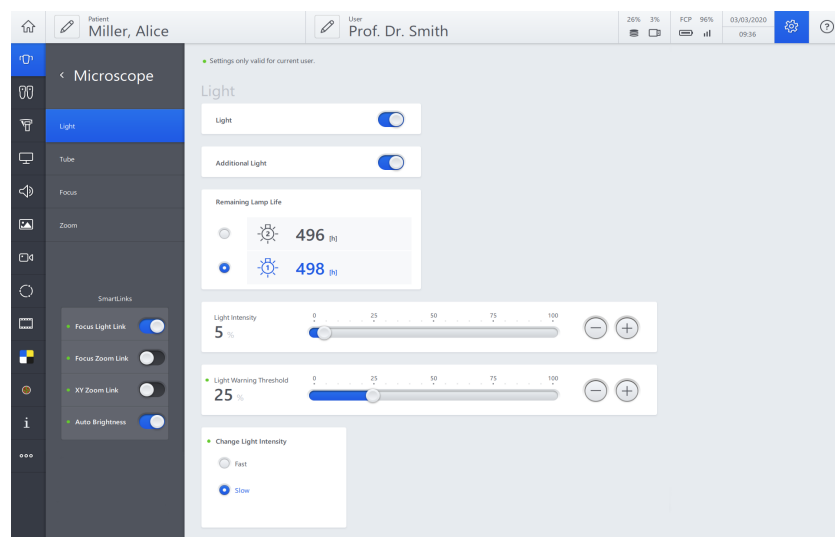 Patient
Miller, Alice
User
Prof. Dr. Smith
26% 3%
FCP 96%
03/03/2020
09:36
?
Microscope
Light
Tube
Focus
Zoom
SmartLinks
Focus Light Link
Focus Zoom Link
XY Zoom Link
Auto Brightness
i
Settings only valid for current user.
Light
Light
Additional Light
Remaining Lamp Life
2 496 [h]
1 498 [h]
Light Intensity
5 %
0 25 50 75 100
Light Warning Threshold
25 %
0 25 50 75 100
Change Light Intensity
Fast
Slow